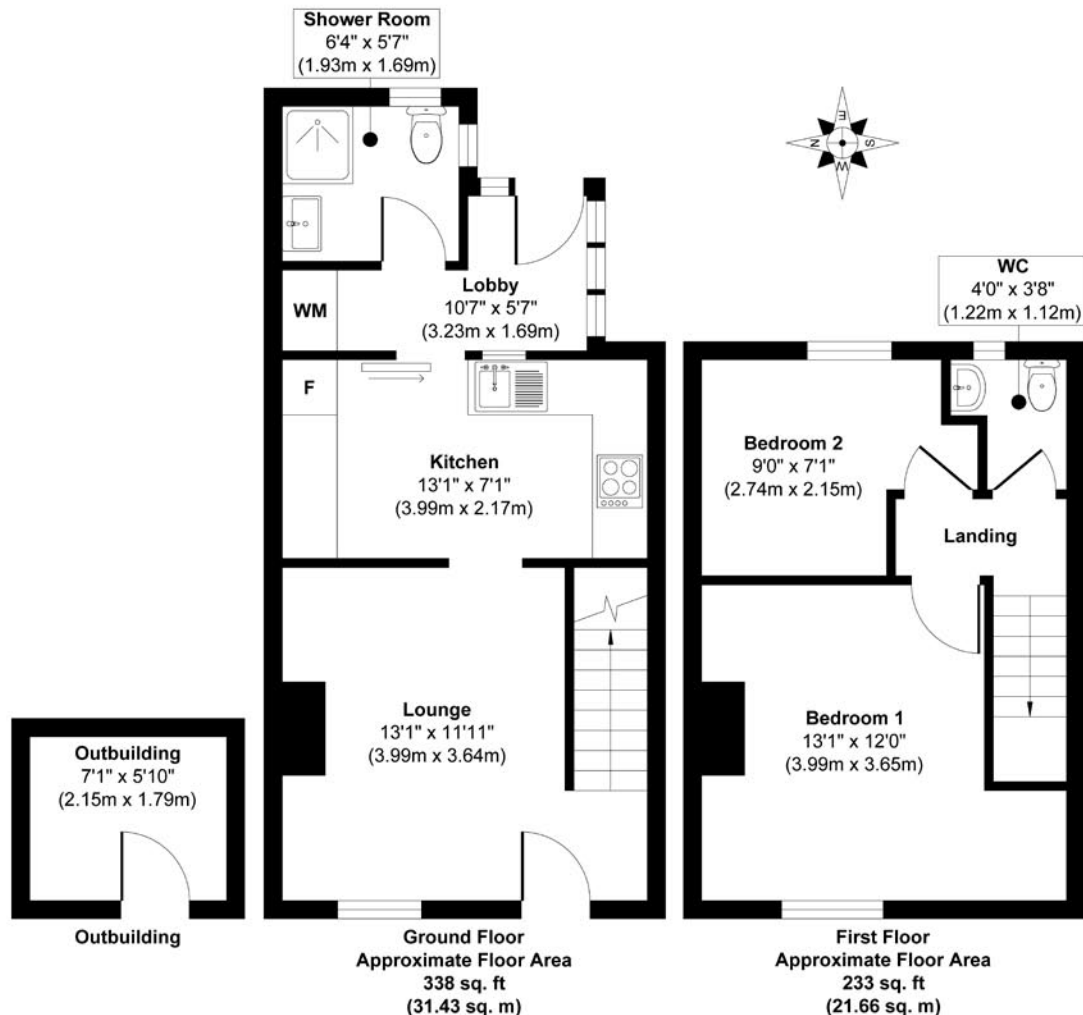 Shower Room
6'4" x 5'7"
(1.93m x 1.69m)
E
N
S
W
WC
4'0" x 3'8"
(1.22m x 1.12m)
Lobby
10'7" x 5'7"
(3.23m x 1.69m)
WM
F
Kitchen
13'1" x 7'1"
(3.99m x 2.17m)
Bedroom 2
9'0" x 7'1"
(2.74m x 2.15m)
Landing
Lounge
13'1" x 11'11"
(3.99m x 3.64m)
Bedroom 1
13'1" x 12'0"
(3.99m x 3.65m)
Outbuilding
7'1" x 5'10"
(2.15m x 1.79m)
Outbuilding
Ground Floor
Approximate Floor Area
338 sq. ft
(31.43 sq. m)
First Floor
Approximate Floor Area
233 sq. ft
(21.66 sq. m)